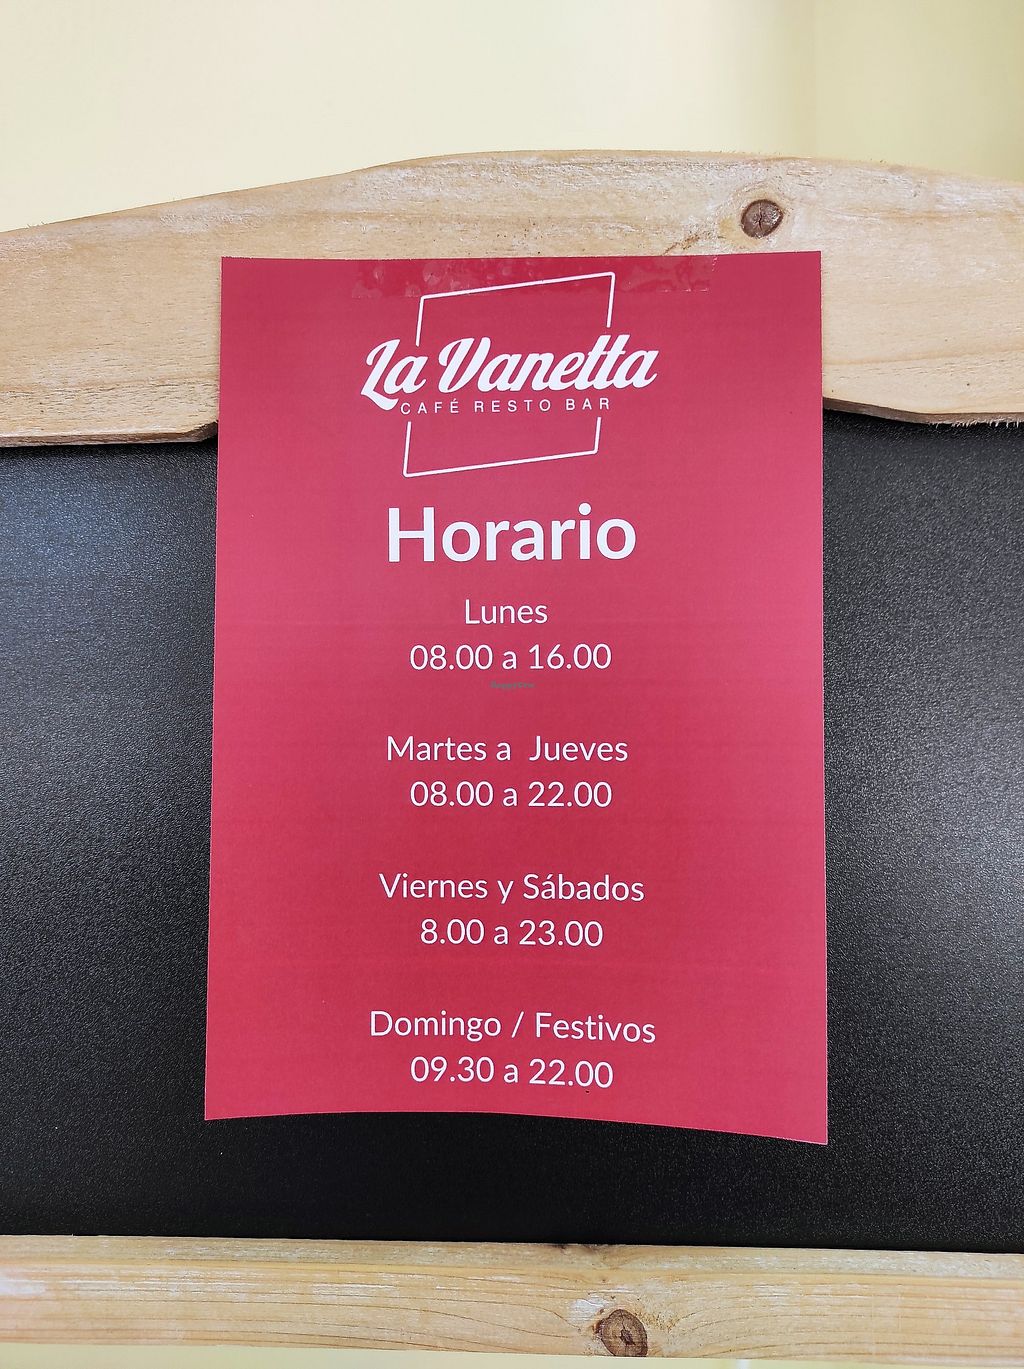 La Vanetta
CAFÉ RESTO BAR
Horario
Lunes
08.00 a 16.00
HappyCow
Martes a Jueves
08.00 a 22.00
Viernes y Sábados
8.00 a 23.00
Domingo / Festivos
09.30 a 22.00